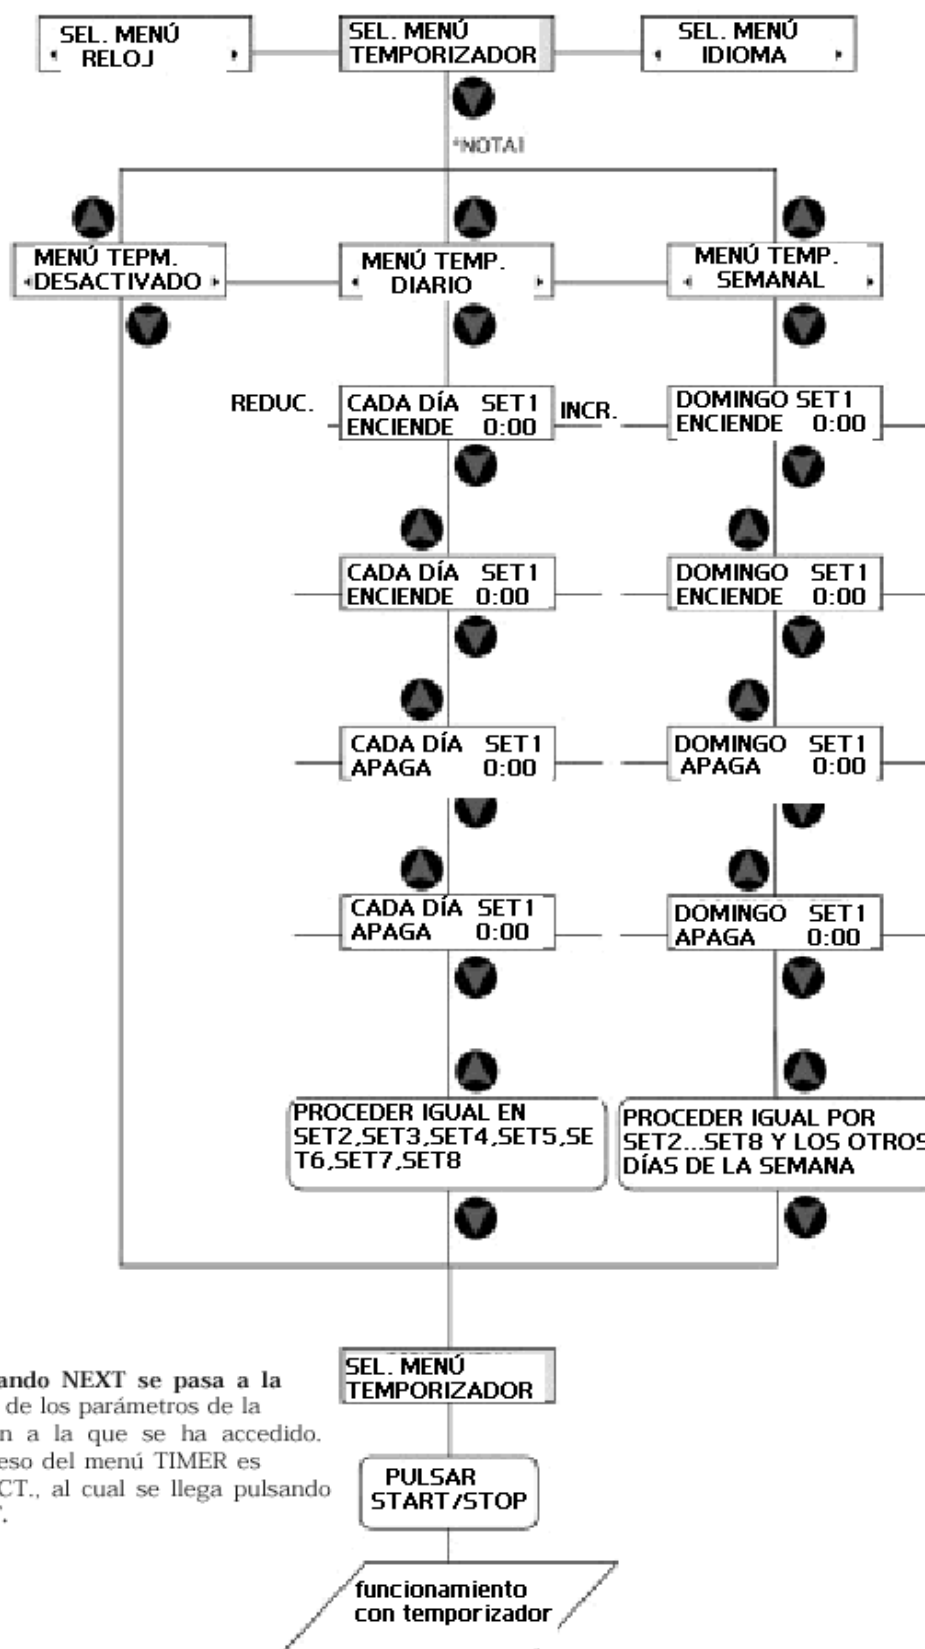 SEL. MENÚ
RELOJ
SEL. MENÚ
TEMPORIZADOR
SEL. MENÚ
IDIOMA
*NOTA1
MENÚ TEPM.
DESACTIVADO
MENÚ TEMP.
DIARIO
MENÚ TEMP.
SEMANAL
REDUC.
CADA DÍA SET1
ENCIENDE 0:00
INCR.
DOMINGO SET1
ENCIENDE 0:00
CADA DÍA SET1
ENCIENDE 0:00
DOMINGO SET1
ENCIENDE 0:00
CADA DÍA SET1
APAGA 0:00
DOMINGO SET1
APAGA 0:00
CADA DÍA SET1
APAGA 0:00
DOMINGO SET1
APAGA 0:00
PROCEDER IGUAL EN
SET2,SET3,SET4,SET5,SE
T6,SET7,SET8
PROCEDER IGUAL POR
SET2...SET8 Y LOS OTROS
DÍAS DE LA SEMANA
SEL. MENÚ
TEMPORIZADOR
ando NEXT se pasa a la
de los parámetros de la
n a la que se ha accedido.
eso del menú TIMER es
CT., al cual se llega pulsando
PULSAR
START/STOP
funcionamiento
con temporizador